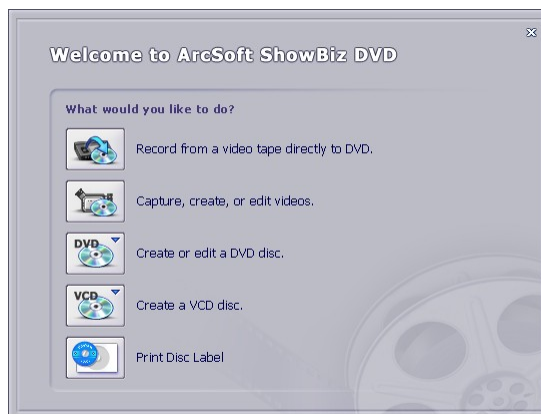 Welcome to ArcSoft ShowBiz DVD
What would you like to do?
Record from a video tape directly to DVD.
Capture, create, or edit videos.
DVD
Create or edit a DVD disc.
VCD
Create a VCD disc.
Print Disc Label